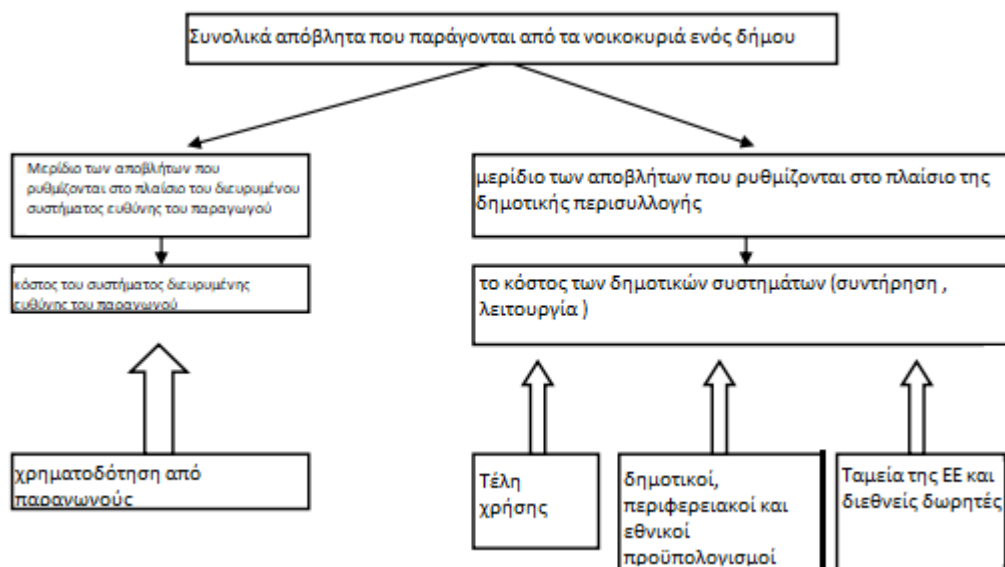 Συνολικά απόβλητα που παράγονται από τα νοικοκυριά ενός δήμου
Μερίδιο των αποβλήτων που
ρυθμίζονται στο πλαίσιο του διευρυμένου
συστήματος ευθύνης του παραγωγού
μερίδιο των αποβλήτων που ρυθμίζονται στο πλαίσιο της
δημοτικής περισυλλογής
κόστος του συστήματος διευρυμένης
ευθύνης του παραγωγού
το κόστος των δημοτικών συστημάτων (συντήρηση ,
λειτουργία )
χρηματοδότηση από
παραγωγούς
Τέλη
χρήσης
δημοτικοί,
περιφερειακοί και
εθνικοί
προϋπολογισμοί
Ταμεία της ΕΕ και
διεθνείς δωρητές